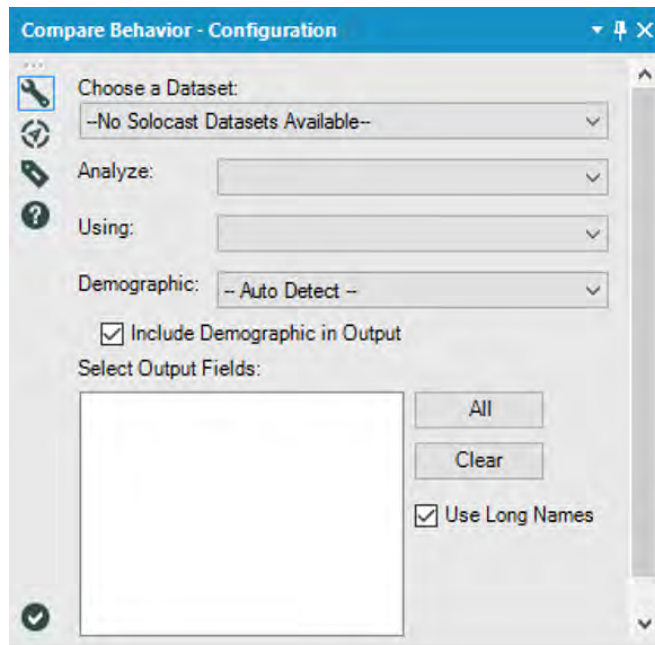 Compare Behavior - Configuration
Choose a Dataset:
--No Solocast Datasets Available--
Analyze:
Using:
Demographic: -- Auto Detect --
Include Demographic in Output
Select Output Fields:
All
Clear
Use Long Names